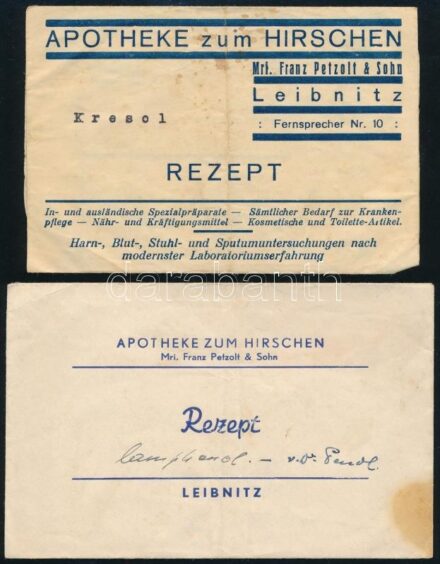 APOTHEKE zum HIRSCHEN
Mri. Franz Petzolt & Sohn
Leibnitz
: Fernsprecher Nr. 10 :
Kresol
REZEPT
In- und ausländische Spezialpräparate — Sämtlicher Bedarf zur Kranken-
pflege — Nähr- und Kräftigungsmittel — Kosmetische und Toilette-Artikel.
Harn-, Blut-, Stuhl- und Sputumuntersuchungen nach
modernster Laboratoriumserfahrung
darabanth
APOTHEKE ZUM HIRSCHEN
Mri. Franz Petzolt & Sohn
Rezept
LEIBNITZ